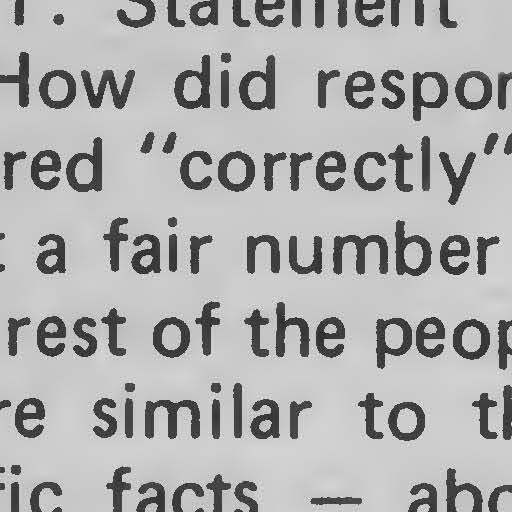 . Statement
How did respon
red "correctly"
a fair number
rest of the peop
re similar to th
fic facts — abo